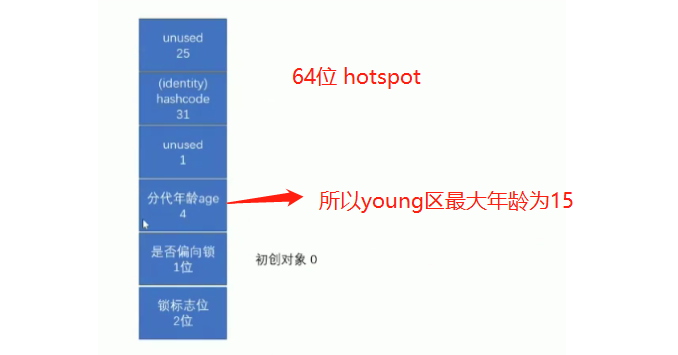 unused
25
64位 hotspot
(identity)
hashcode
31
unused
1
分代年龄age
4
所以young区最大年龄为15
是否偏向锁
1位
初创对象 0
锁标志位
2位